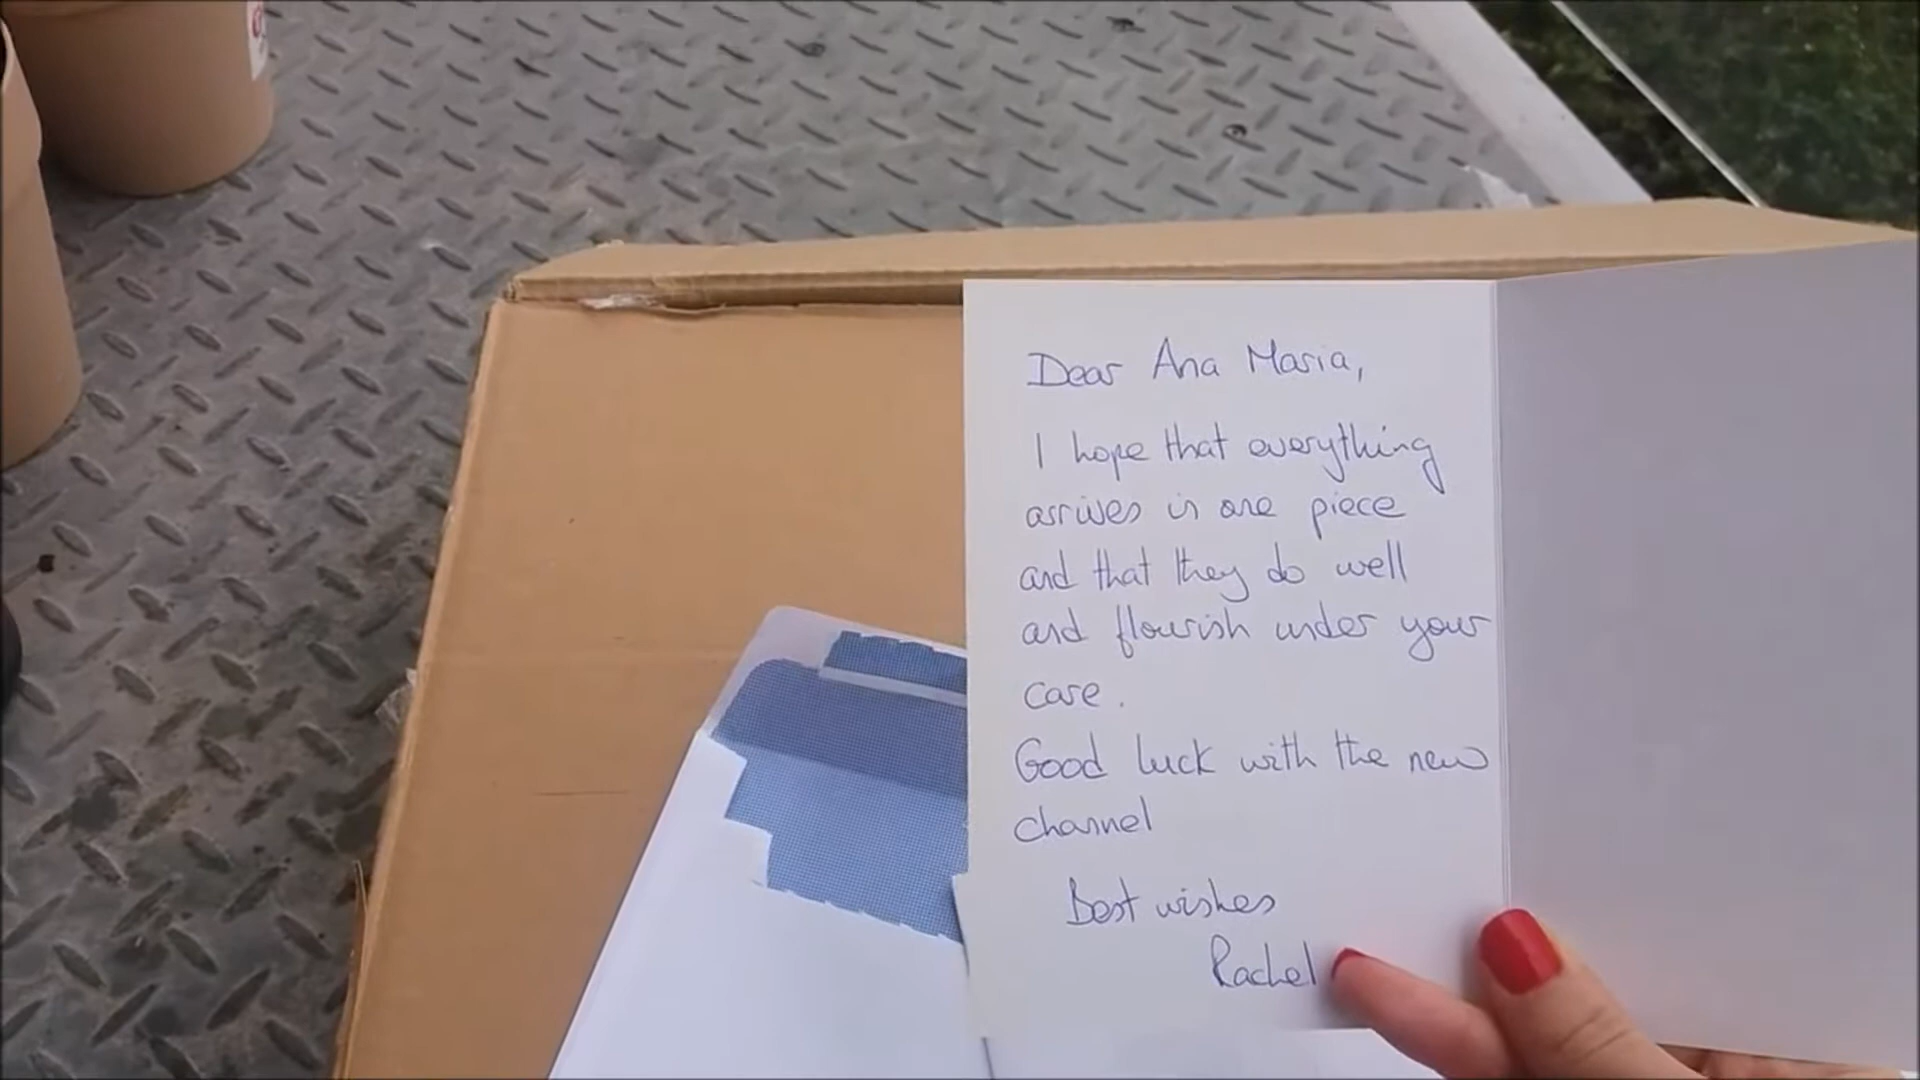 Dear Ana Maria,
I hope that everything
arrives in one piece
and that they do well
and flourish under your
care.
Good luck with the new
channel
Best wishes
Rachel